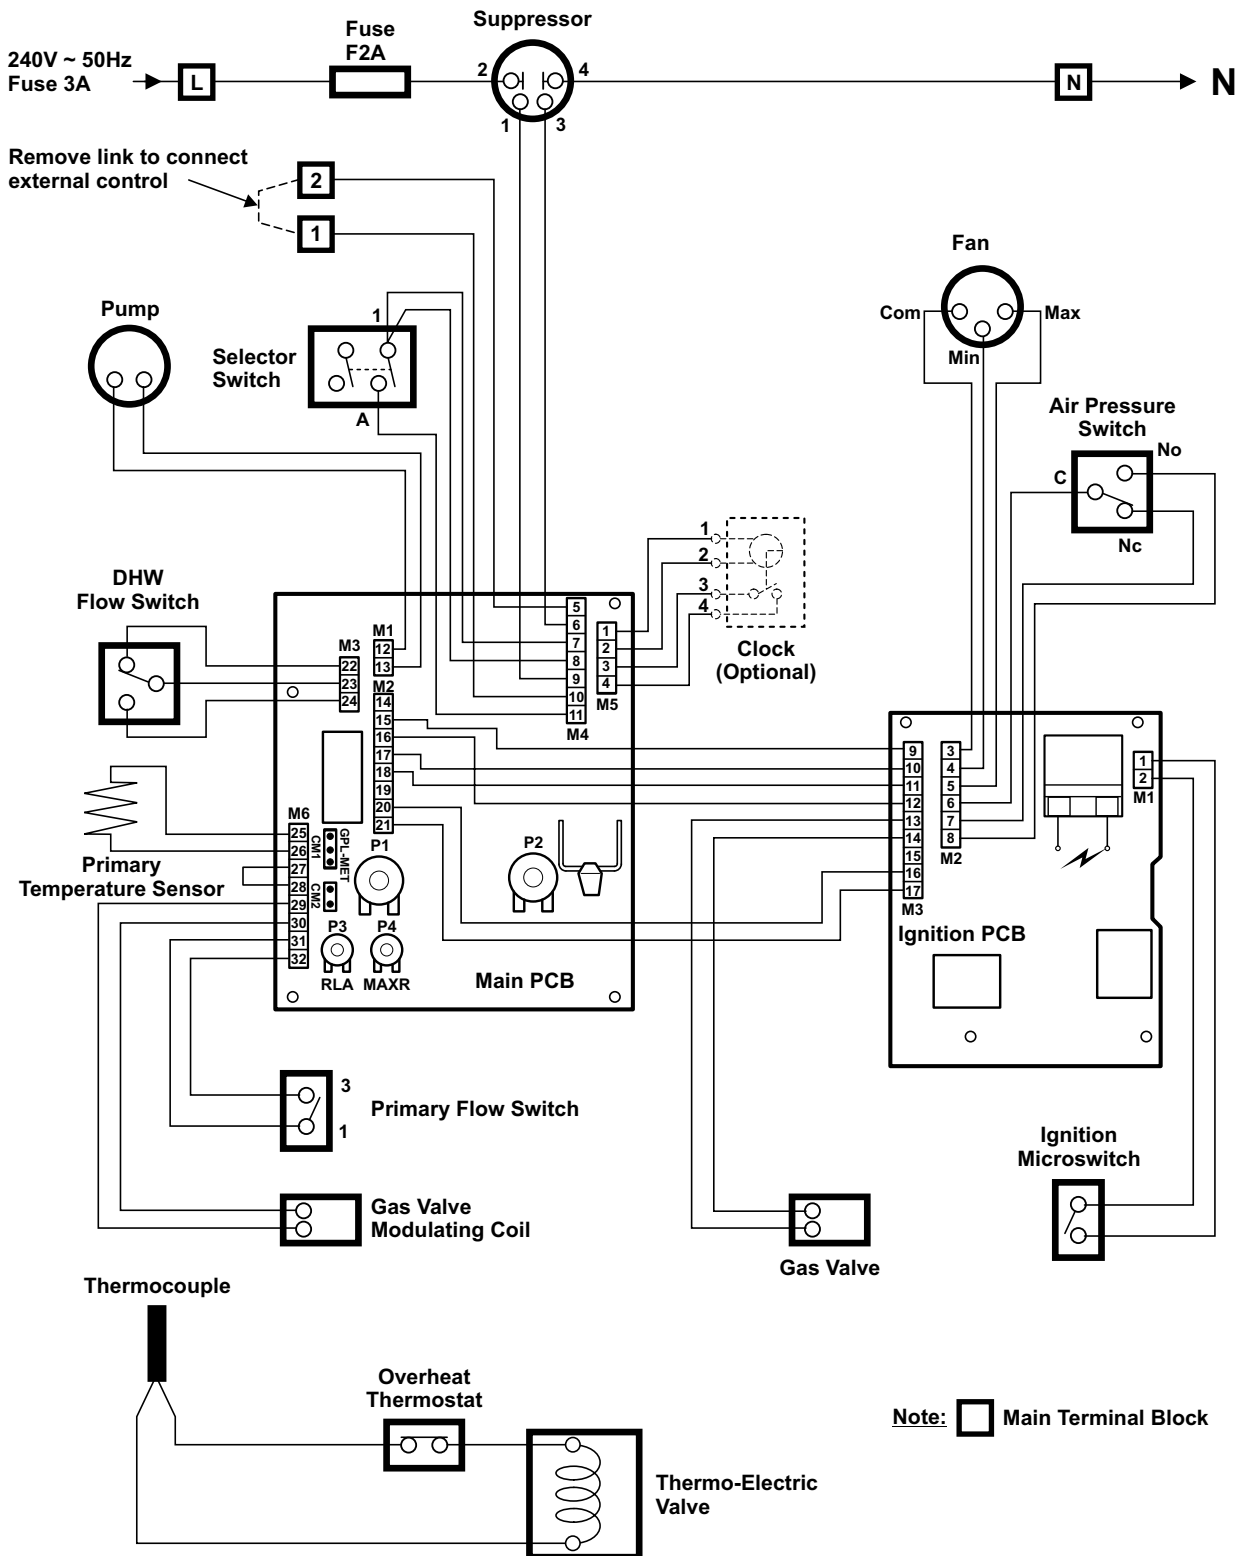 Suppressor
Fuse
F2A
240V ~ 50Hz
Fuse 3A
L
2
4
N
N
1
3
Remove link to connect
external control
2
1
Fan
Com
Max
Min
Pump
1
Selector
Switch
A
Air Pressure
Switch
No
C
Nc
1
2
3
4
Clock
(Optional)
DHW
Flow Switch
M3
22
23
24
M1
12
13
M2
14
15
16
17
18
19
20
21
5
6
7
8
9
10
11
M4
1
2
3
4
M5
Primary
Temperature Sensor
M6
25
26
27
28
29
30
31
32
GPL-MET
CM1
CM2
P1
P2
P3
RLA
P4
MAXR
Main PCB
9
10
11
12
13
14
15
16
17
M3
3
4
5
6
7
8
M2
1
2
M1
Ignition PCB
3
1
Primary Flow Switch
Gas Valve
Modulating Coil
Gas Valve
Ignition
Microswitch
Thermocouple
Overheat
Thermostat
Thermo-Electric
Valve
Note: Main Terminal Block